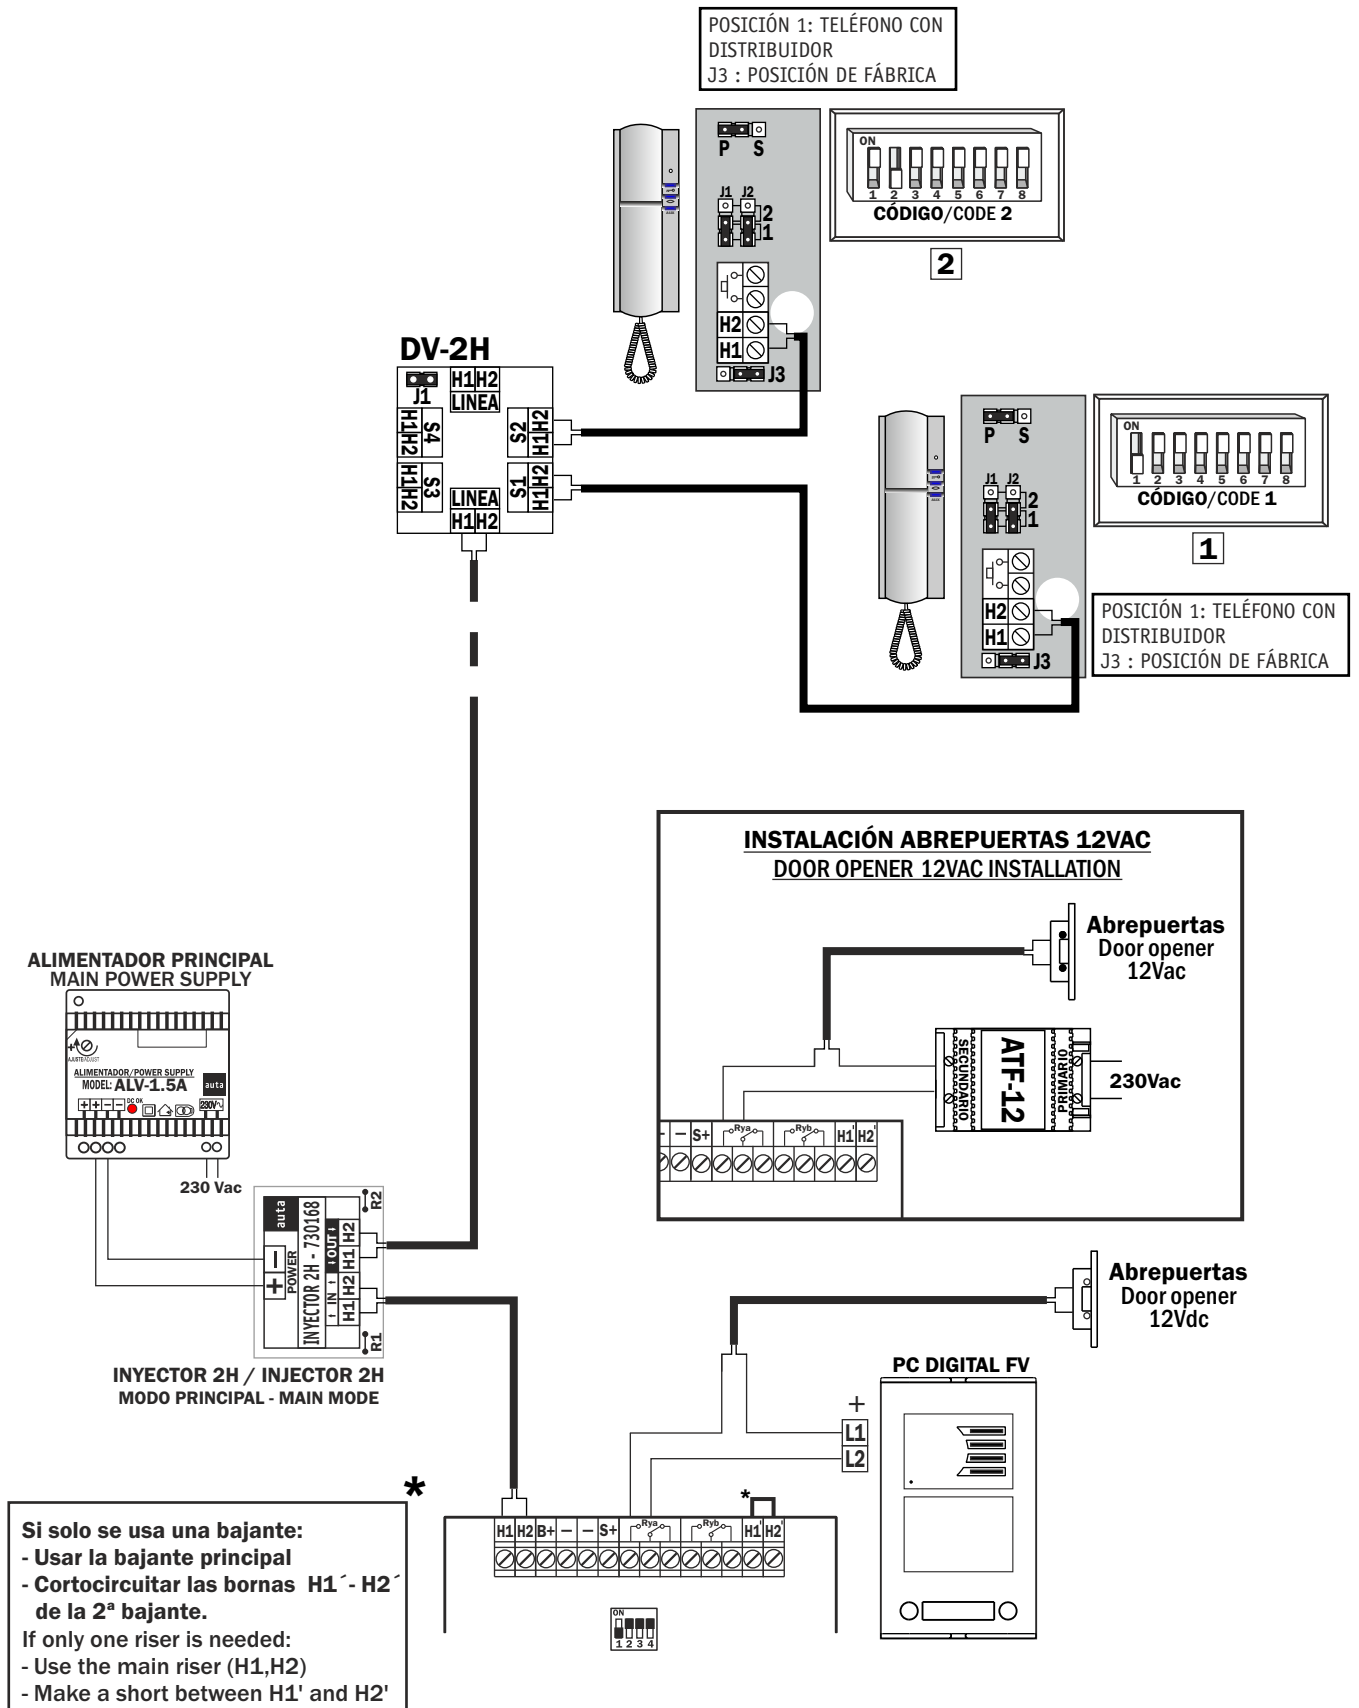 POSICIÓN 1: TELÉFONO CON
DISTRIBUIDOR
J3 : POSICIÓN DE FÁBRICA
P S
J1 J2
2
1
H2
H1
J3
ON
1 2 3 4 5 6 7 8
CÓDIGO/CODE 2
2
DV-2H
J1
H1 H2
LINEA
H1 H2
S4
S2
H1 H2
H1 H2
S3
S1
H1 H2
LINEA
H1 H2
P S
J1 J2
2
1
H2
H1
J3
ON
1 2 3 4 5 6 7 8
CÓDIGO/CODE 1
1
POSICIÓN 1: TELÉFONO CON
DISTRIBUIDOR
J3 : POSICIÓN DE FÁBRICA
INSTALACIÓN ABREPUERTAS 12VAC
DOOR OPENER 12VAC INSTALLATION
Abrepuertas
Door opener
12Vac
SECUNDARIO
ATF-12
PRIMARIO
230Vac
– – S+ Rya Ryb H1' H2'
ALIMENTADOR PRINCIPAL
MAIN POWER SUPPLY
+
AJUSTE/ADJUST
ALIMENTADOR/POWER SUPPLY
MODEL: ALV-1.5A
auta
+ + – – DC OK 230V~
230 Vac
auta
– +
POWER
INYECTOR 2H - 730168
OUT
H1 H2
IN
H1 H2
R2
R1
INYECTOR 2H / INJECTOR 2H
MODO PRINCIPAL - MAIN MODE
Abrepuertas
Door opener
12Vdc
PC DIGITAL FV
+
L1
L2
*
*
H1 H2 B+ – – S+ Rya Ryb H1' H2'
ON
1 2 3 4
Si solo se usa una bajante:
- Usar la bajante principal
- Cortocircuitar las bornas H1´- H2´
de la 2ª bajante.
If only one riser is needed:
- Use the main riser (H1,H2)
- Make a short between H1' and H2'